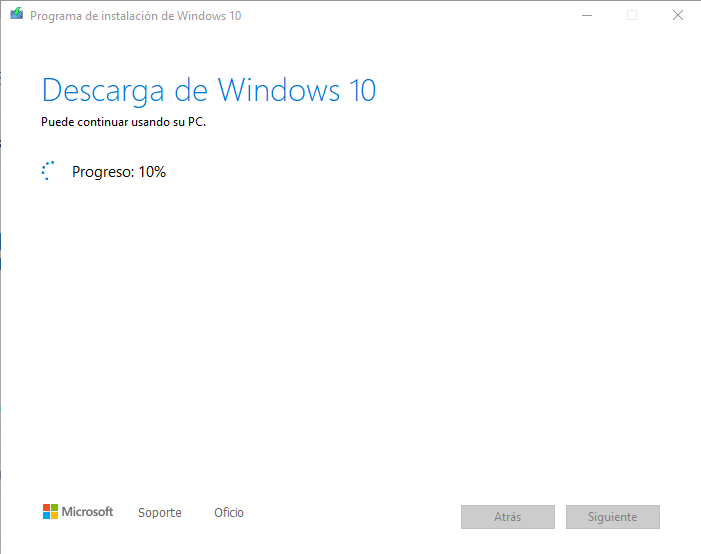 Programa de instalación de Windows 10
Descarga de Windows 10
Puede continuar usando su PC.
Progreso: 10%
Microsoft Soporte Oficio Atrás Siguiente